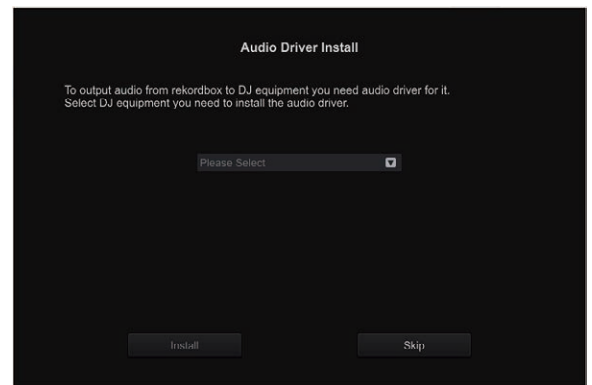 Audio Driver Install
To output audio from rekordbox to DJ equipment you need audio driver for it.
Select DJ equipment you need to install the audio driver.
Please Select
Install
Skip